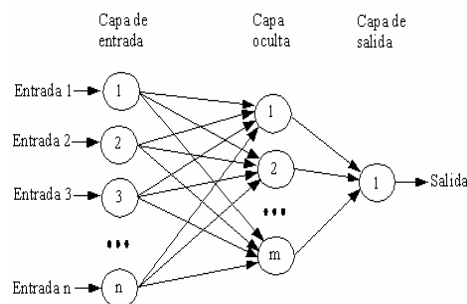 Capa de
entrada
Capa
oculta
Capa de
salida
Entrada 1
1
Entrada 2
2
Entrada 3
3
Entrada n
n
1
2
m
1
Salida